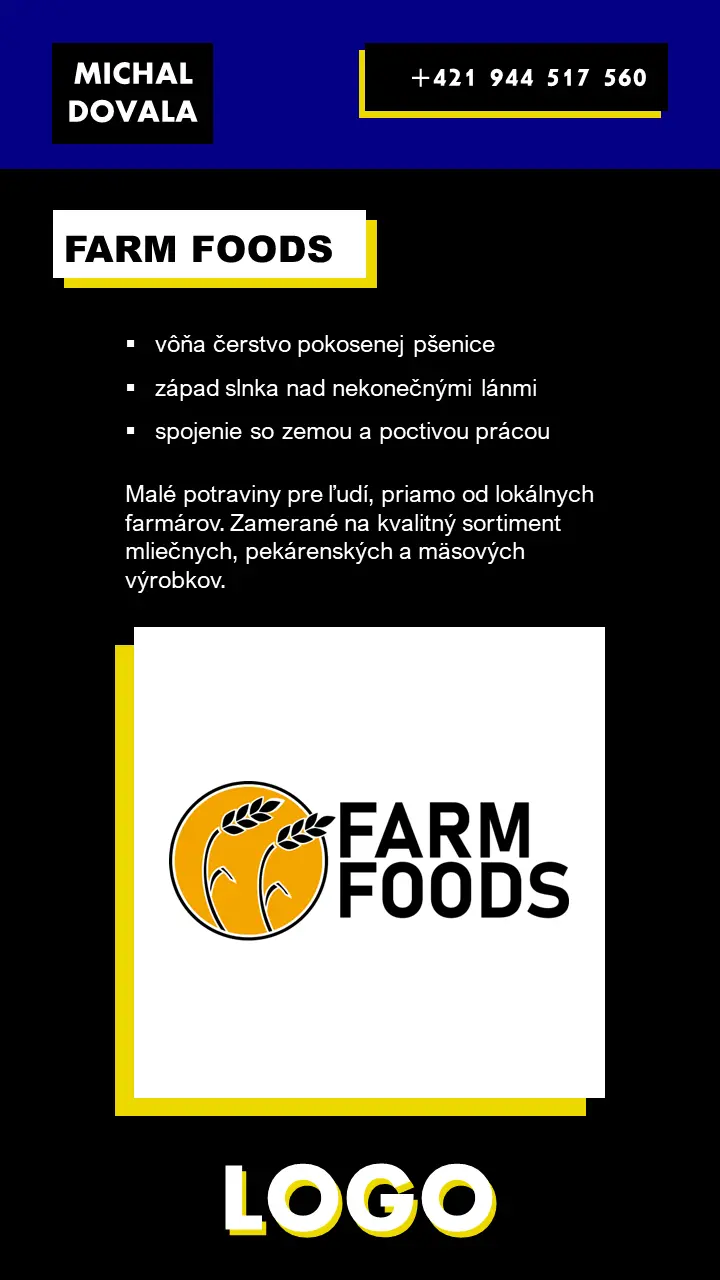 MICHAL
DOVALA
+421 944 517 560
FARM FOODS
▪ vôňa čerstvo pokosenej pšenice
▪ západ slnka nad nekonečnými lánmi
▪ spojenie so zemou a poctivou prácou
Malé potraviny pre ľudí, priamo od lokálnych
farmárov. Zamerané na kvalitný sortiment
mliečnych, pekárenských a mäsových
výrobkov.
FARM
FOODS
LOGO